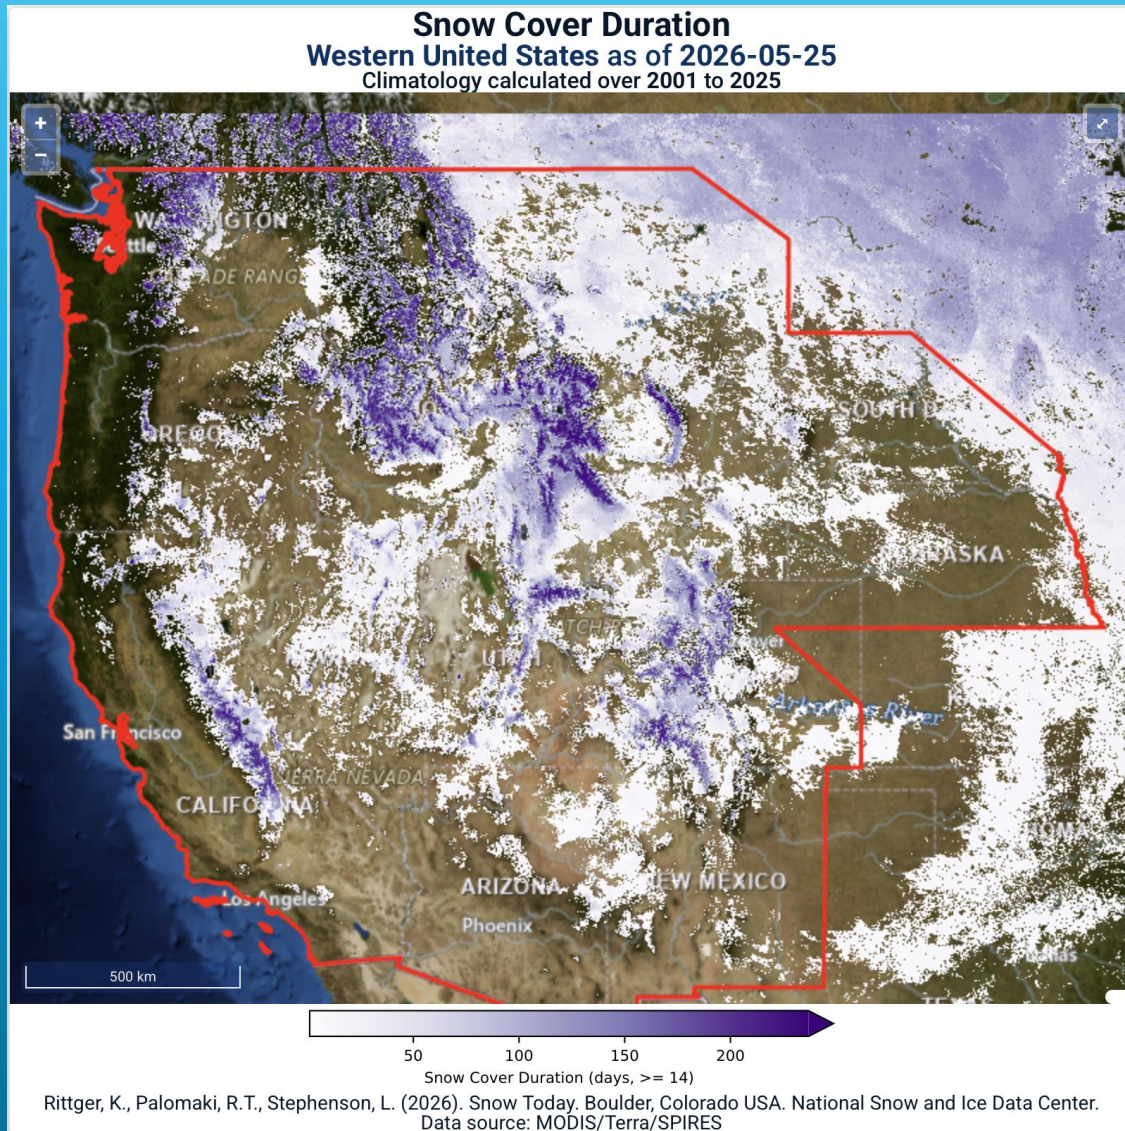 Snow Cover Duration
Western United States as of 2026-05-25
Climatology calculated over 2001 to 2025
+
−
WASHINGTON
Seattle
CASCADE RANGE
OREGON
SOUTH D
NEBRASKA
UTAH
San Francisco
Arkansas River
SIERRA NEVADA
CALIFORNIA
ARIZONA
NEW MEXICO
Los Angeles
Phoenix
Dallas
TEXAS
500 km
50 100 150 200
Snow Cover Duration (days, >= 14)
Rittger, K., Palomaki, R.T., Stephenson, L. (2026). Snow Today. Boulder, Colorado USA. National Snow and Ice Data Center.
Data source: MODIS/Terra/SPIRES